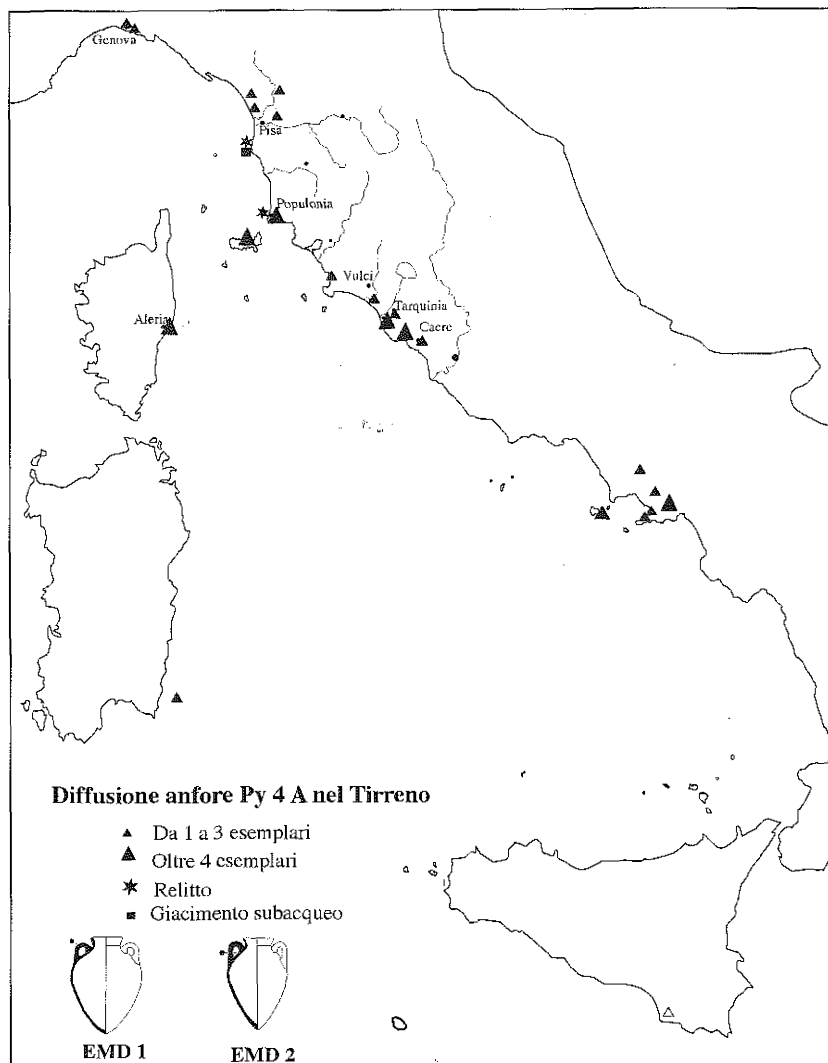 Genova
Pisa
Populonia
Vulci
Tarquinia
Aleria
Caere
Diffusione anfore Py 4 A nel Tirreno
Da 1 a 3 esemplari
Oltre 4 esemplari
Relitto
Giacimento subacqueo
EMD 1
EMD 2